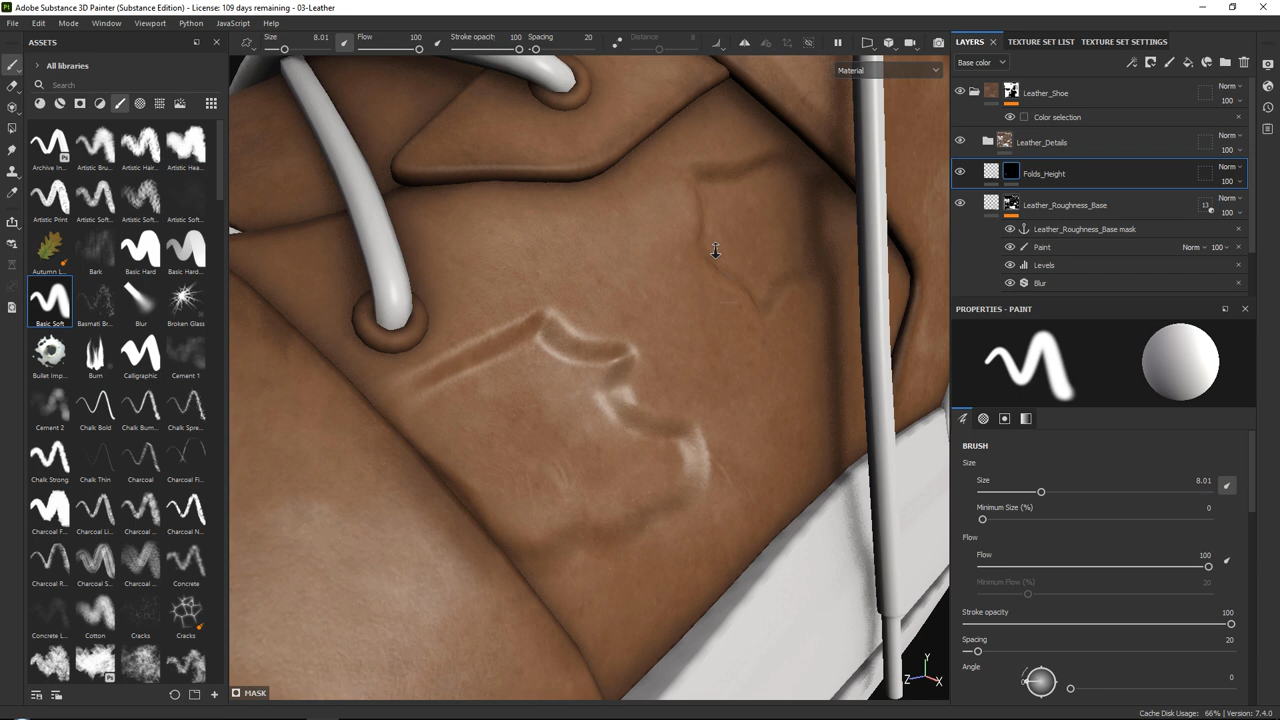 Adobe Substance 3D Painter (Substance Edition) - License: 109 days remaining - 03-Leather
File Edit Mode Window Viewport Python JavaScript Help
Size 8.01 Flow 100 Stroke opacity 100 Spacing 20 Distance 8
ASSETS
All libraries
Search
Archive In...
Artistic Bru...
Artistic Hair...
Artistic Hea...
Artistic Print
Artistic Sof...
Artistic Soft...
Artistic Soft...
Autumn L...
Bark
Basic Hard
Basic Hard...
Basic Soft
Basmati Br...
Blur
Broken Glass
Bullet Imp...
Burn
Calligraphic
Cement 1
Cement 2
Chalk Bold
Chalk Bum...
Chalk Spre...
Chalk Strong
Chalk Thin
Charcoal
Charcoal Fi...
Charcoal F...
Charcoal Li...
Charcoal M...
Charcoal N...
Charcoal R...
Charcoal S...
Charcoal ...
Concrete
Concrete L...
Cotton
Cracks
Cracks
Material
MASK
Y
Z X
LAYERS TEXTURE SET LIST TEXTURE SET SETTINGS
Base color
Leather_Shoe Norm 100
Color selection
Leather_Details Norm 100
Folds_Height Norm 100
Leather_Roughness_Base 13 Norm 100
Leather_Roughness_Base mask
Paint Norm 100
Levels
Blur
PROPERTIES - PAINT
BRUSH
Size
Size 8.01
Minimum Size (%) 0
Flow
Flow 100
Minimum Flow (%) 20
Stroke opacity 100
Spacing 20
Angle 0
Cache Disk Usage: 66% | Version: 7.4.0